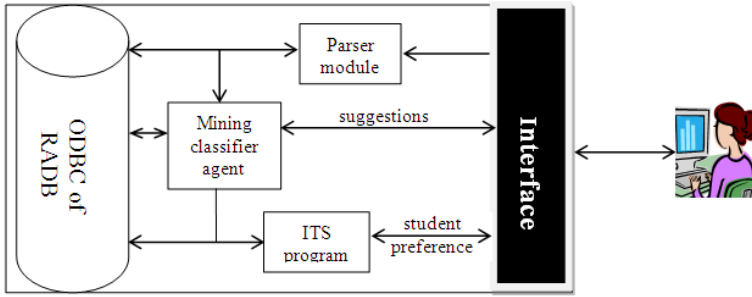 Parser
module
Mining
classifier
agent
suggestions
ODBC of
RADB
Interface
ITS
program
student
preference